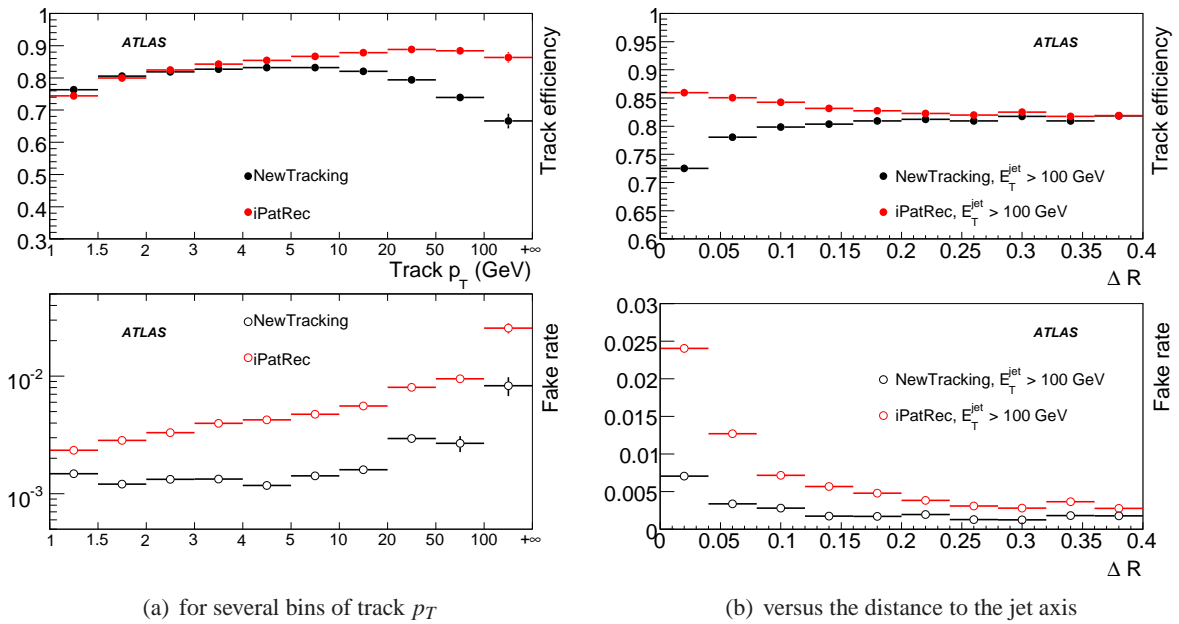 1
0.9
0.8
0.7
0.6
0.5
0.4
0.3
ATLAS
NewTracking
iPatRec
Track efficiency
1 1.5 2 3 4 5 10 20 50 100 +∞
Track p_T (GeV)
ATLAS
NewTracking
iPatRec
10^-2
10^-3
Fake rate
1 1.5 2 3 4 5 10 20 50 100 +∞
(a) for several bins of track p_T
1
0.95
0.9
0.85
0.8
0.75
0.7
0.65
0.6
ATLAS
NewTracking, E_T^jet > 100 GeV
iPatRec, E_T^jet > 100 GeV
Track efficiency
0 0.05 0.1 0.15 0.2 0.25 0.3 0.35 0.4
Δ R
0.03
0.025
0.02
0.015
0.01
0.005
0
ATLAS
NewTracking, E_T^jet > 100 GeV
iPatRec, E_T^jet > 100 GeV
Fake rate
0 0.05 0.1 0.15 0.2 0.25 0.3 0.35 0.4
Δ R
(b) versus the distance to the jet axis